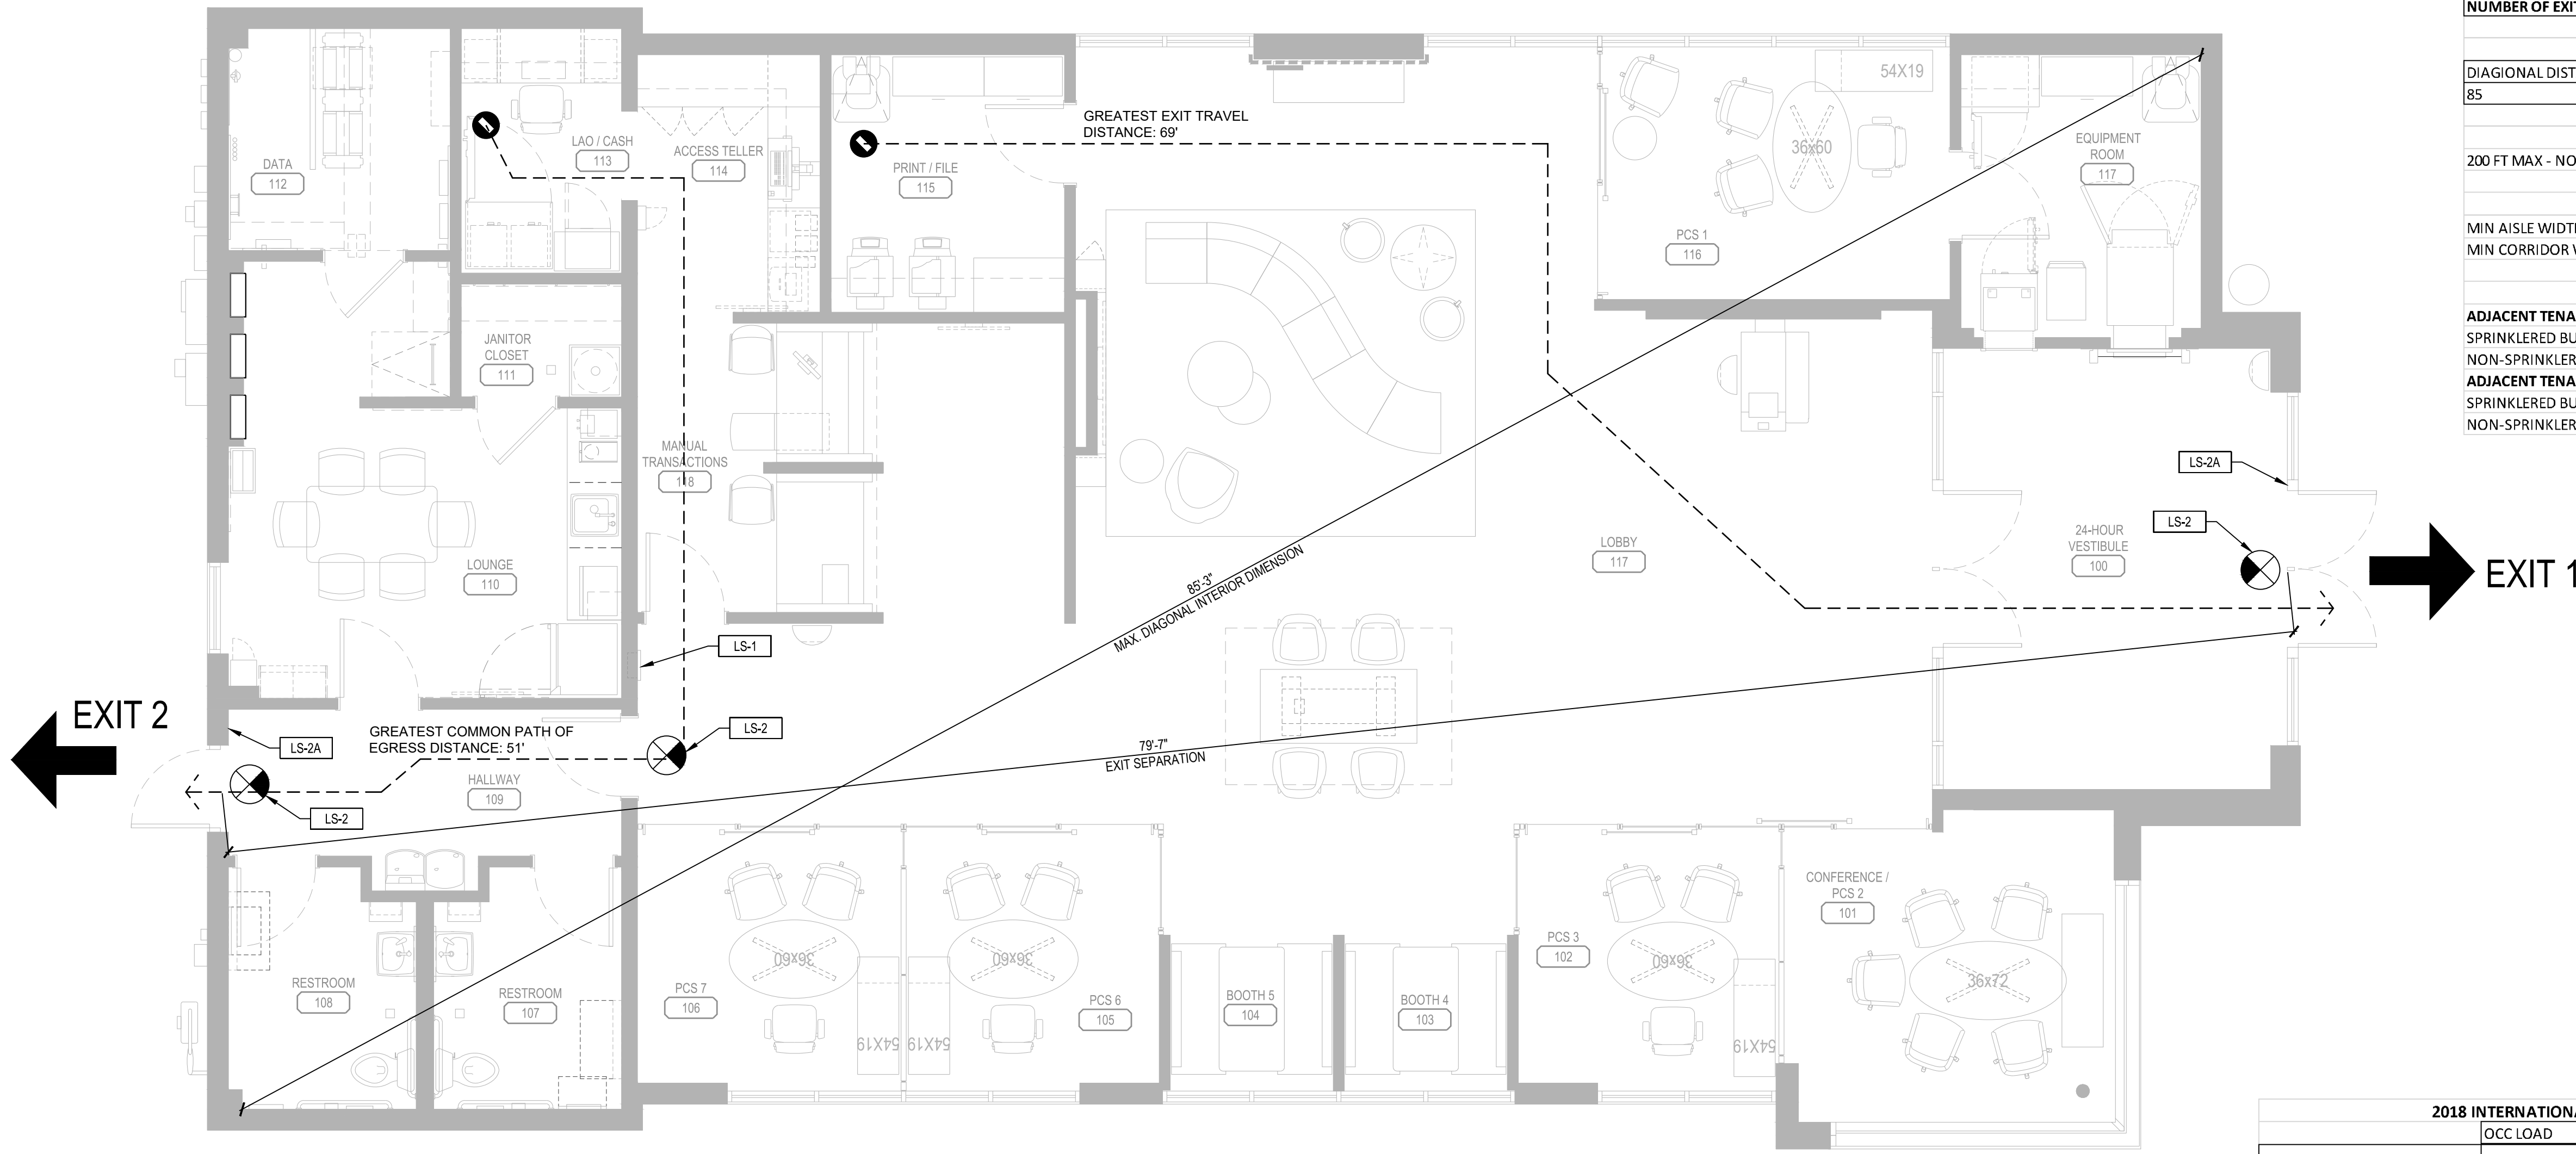 NUMBER OF EXIT
DIAGIONAL DIST
85
200 FT MAX - NO
MIN AISLE WIDTH
MIN CORRIDOR W
ADJACENT TENA
SPRINKLERED BU
NON-SPRINKLER
ADJACENT TENA
SPRINKLERED BU
NON-SPRINKLER
DATA
112
LAO / CASH
113
ACCESS TELLER
114
PRINT / FILE
115
GREATEST EXIT TRAVEL
DISTANCE: 69'
54X19
36x60
PCS 1
116
EQUIPMENT
ROOM
117
JANITOR
CLOSET
111
MANUAL
TRANSACTIONS
118
LOUNGE
110
LOBBY
117
24-HOUR
VESTIBULE
100
LS-2A
LS-2
EXIT 1
85'-3"
MAX. DIAGONAL INTERIOR DIMENSION
LS-1
LS-2
EXIT 2
LS-2A
GREATEST COMMON PATH OF
EGRESS DISTANCE: 51'
HALLWAY
109
LS-2
79'-7"
EXIT SEPARATION
RESTROOM
108
RESTROOM
107
PCS 7
106
36x60
54X19
54X19
36x60
PCS 6
105
BOOTH 5
104
BOOTH 4
103
PCS 3
102
36x60
54X19
CONFERENCE /
PCS 2
101
36x72
2018 INTERNATIONA
OCC LOAD